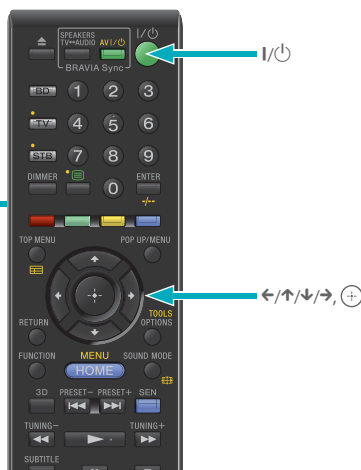 SPEAKERS
TV↔AUDIO AV I/⏻ I/⏻
BRAVIA Sync
I/⏻
BD 1 2 3
TV 4 5 6
STB 7 8 9
DIMMER 0 ENTER
-/--
TOP MENU POP UP/MENU
←/↑/↓/→,
TOOLS
RETURN OPTIONS
FUNCTION MENU SOUND MODE
HOME
3D PRESET− PRESET+ SEN
TUNING− TUNING+
SUBTITLE